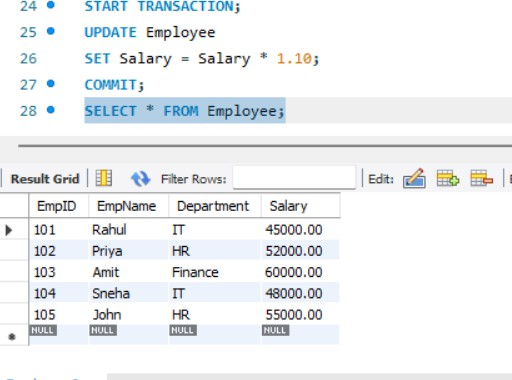 24 START TRANSACTION;
25 UPDATE Employee
26 SET Salary = Salary * 1.10;
27 COMMIT;
28 SELECT * FROM Employee;
Result Grid Filter Rows: Edit:
EmpID EmpName Department Salary
101 Rahul IT 45000.00
102 Priya HR 52000.00
103 Amit Finance 60000.00
104 Sneha IT 48000.00
105 John HR 55000.00
NULL NULL NULL NULL